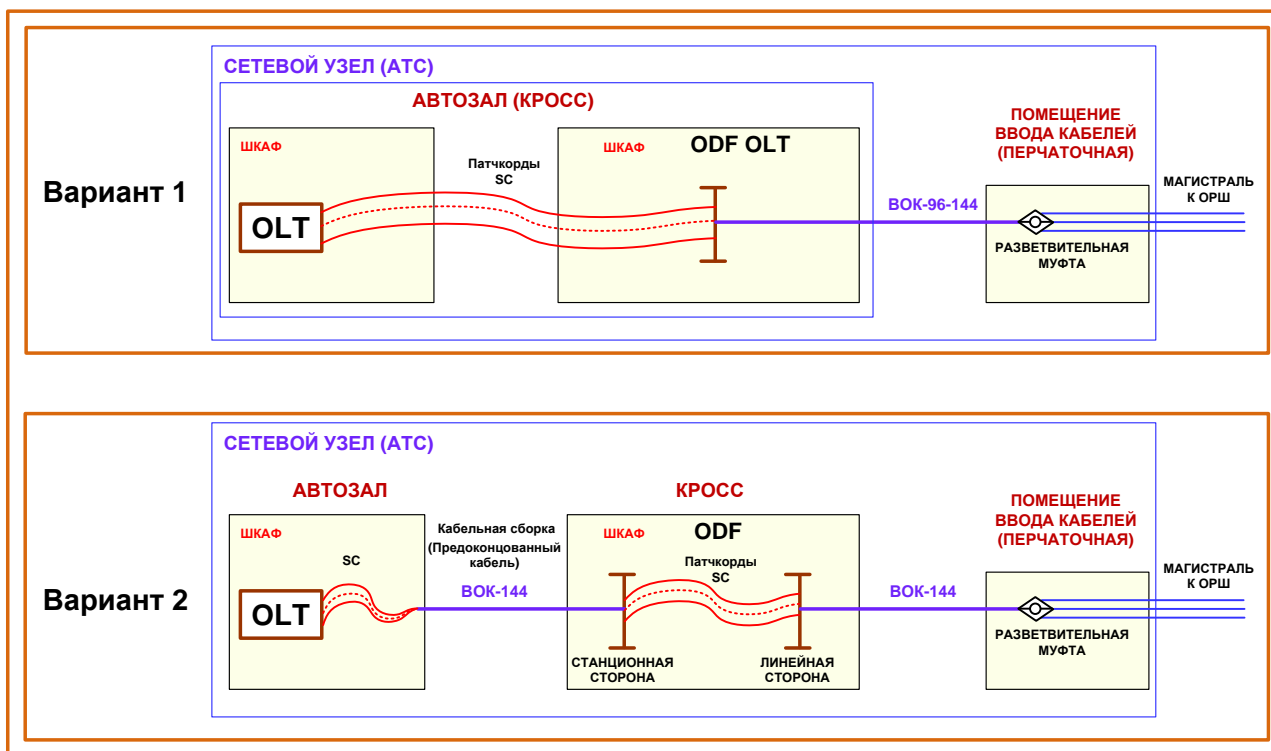 СЕТЕВОЙ УЗЕЛ (АТС)
АВТОЗАЛ (КРОСС)
ПОМЕЩЕНИЕ
ВВОДА КАБЕЛЕЙ
(ПЕРЧАТОЧНАЯ)
ШКАФ
Патчкорды
SC
ШКАФ
ODF OLT
Вариант 1
OLT
ВОК-96-144
МАГИСТРАЛЬ
К ОРШ
РАЗВЕТВИТЕЛЬНАЯ
МУФТА
СЕТЕВОЙ УЗЕЛ (АТС)
АВТОЗАЛ
КРОСС
ПОМЕЩЕНИЕ
ВВОДА КАБЕЛЕЙ
(ПЕРЧАТОЧНАЯ)
ШКАФ
SC
Кабельная сборка
(Предоконцованный
кабель)
ВОК-144
ШКАФ
ODF
Патчкорды
SC
Вариант 2
OLT
ВОК-144
МАГИСТРАЛЬ
К ОРШ
СТАНЦИОННАЯ
СТОРОНА
ЛИНЕЙНАЯ
СТОРОНА
РАЗВЕТВИТЕЛЬНАЯ
МУФТА